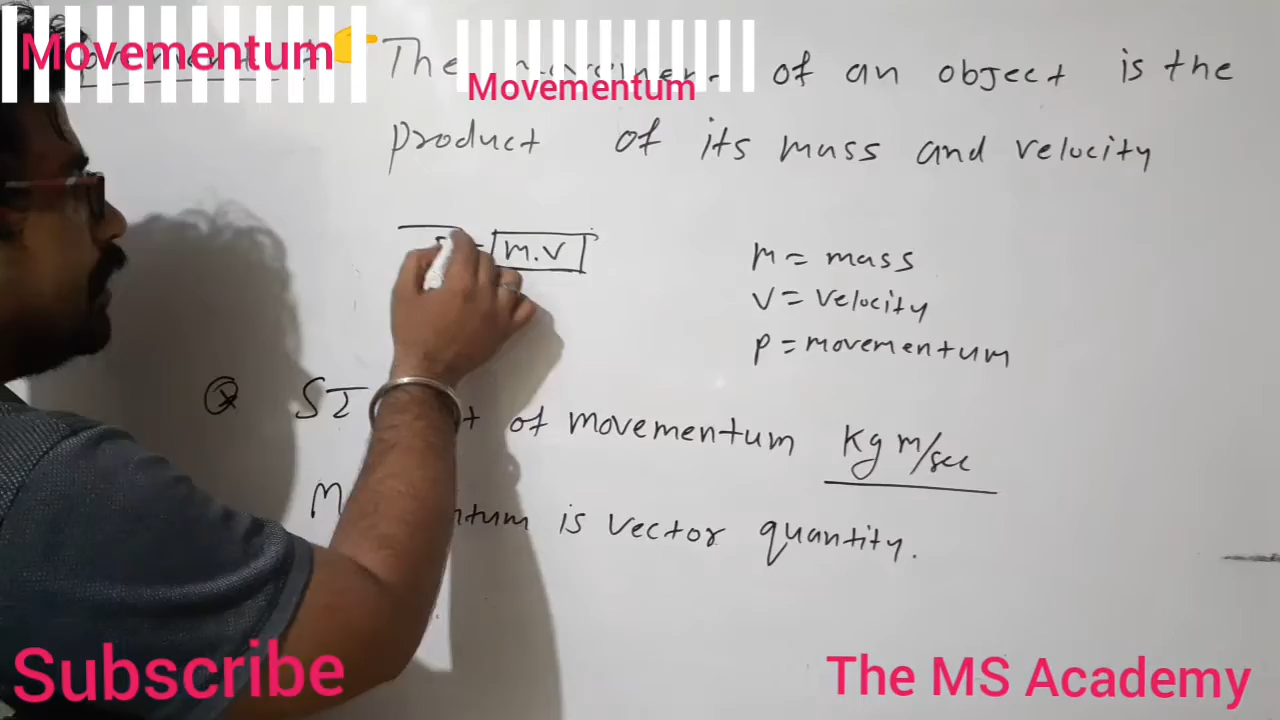 Movementum The of an object is the
Movementum
product of its mass and velocity
= m.v
m = mass
v = velocity
p = movementum
SI of movementum kg m/sec
is vector quantity.
Subscribe
The MS Academy